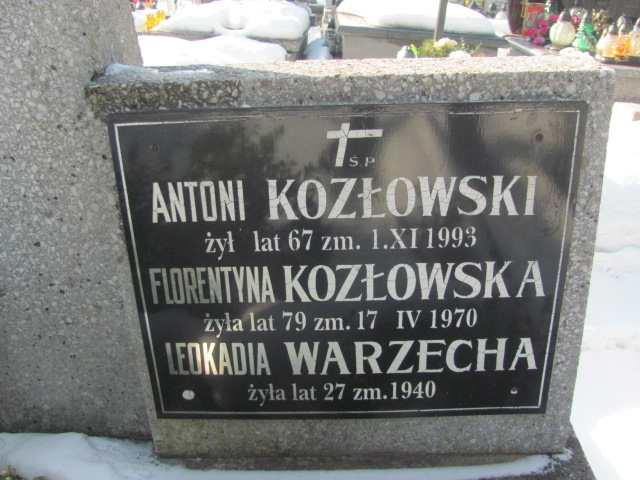 Ś.P
ANTONI KOZŁOWSKI
żył lat 67 zm. 1.XI 1993
FLORENTYNA KOZŁOWSKA
żyła lat 79 zm. 17 IV 1970
LEOKADIA WARZECHA
żyła lat 27 zm. 1940